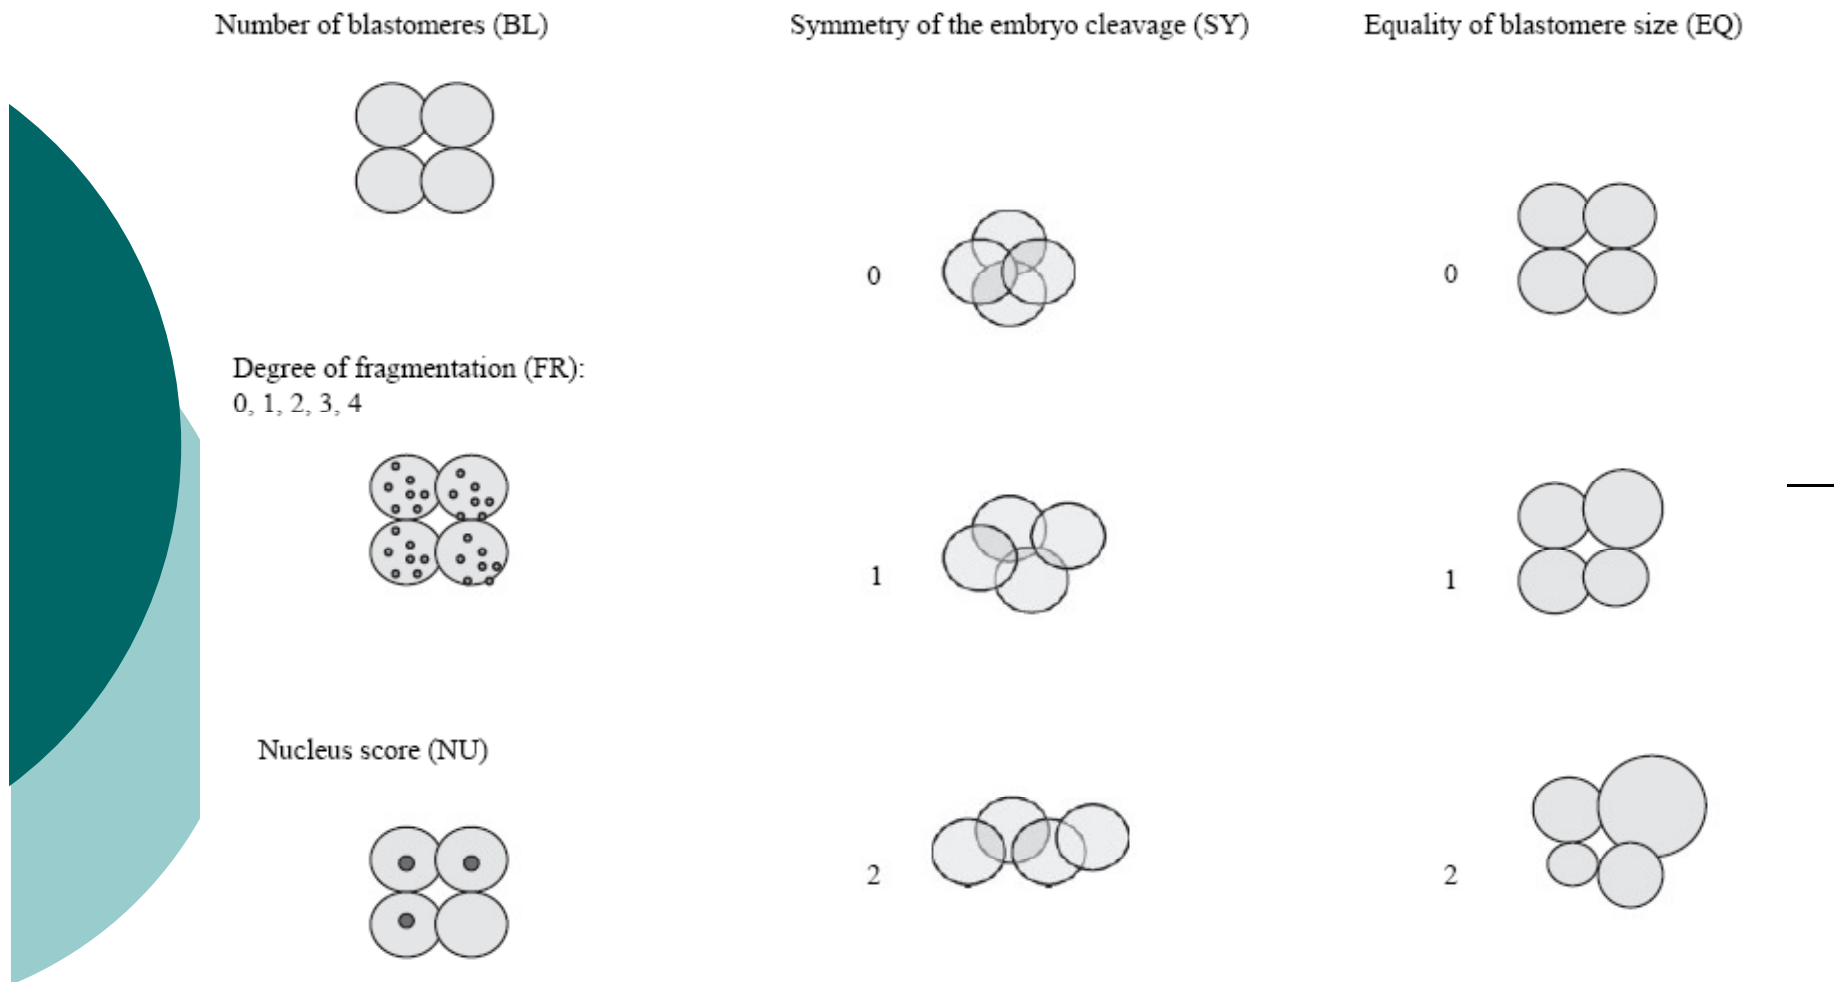 Number of blastomeres (BL)
Degree of fragmentation (FR):
0, 1, 2, 3, 4
Nucleus score (NU)
Symmetry of the embryo cleavage (SY)
0
1
2
Equality of blastomere size (EQ)
0
1
2